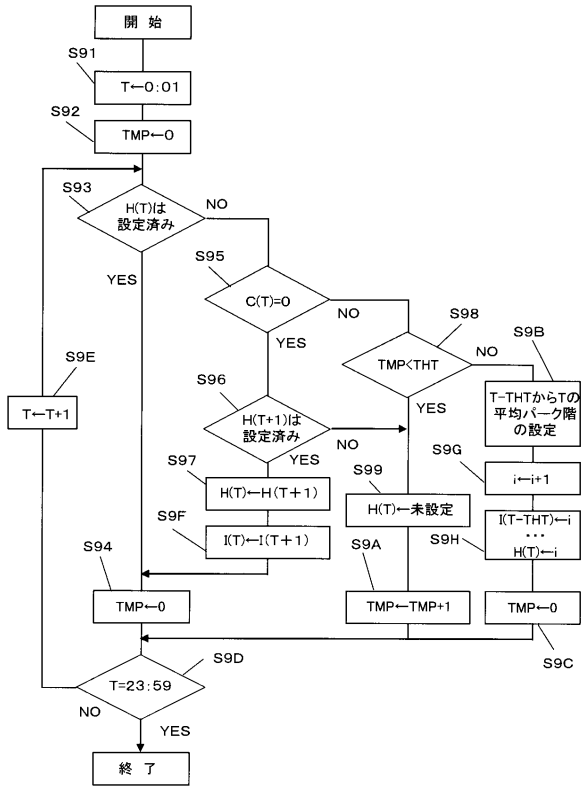 開 始
S91
T←0:01
S92
TMP←0
S93
H(T)は
設定済み
NO
YES
S95
C(T)=0
NO
YES
S98
TMP<THT
NO
YES
S9B
T-THTからTの
平均パーク階
の設定
S9E
T←T+1
S96
H(T+1)は
設定済み
NO
YES
S97
H(T)←H(T+1)
S9F
I(T)←I(T+1)
S99
H(T)←未設定
S9G
i←i+1
S9H
I(T-THT)←i
…
H(T)←i
S94
TMP←0
S9A
TMP←TMP+1
TMP←0
S9C
S9D
T=23:59
NO
YES
終 了